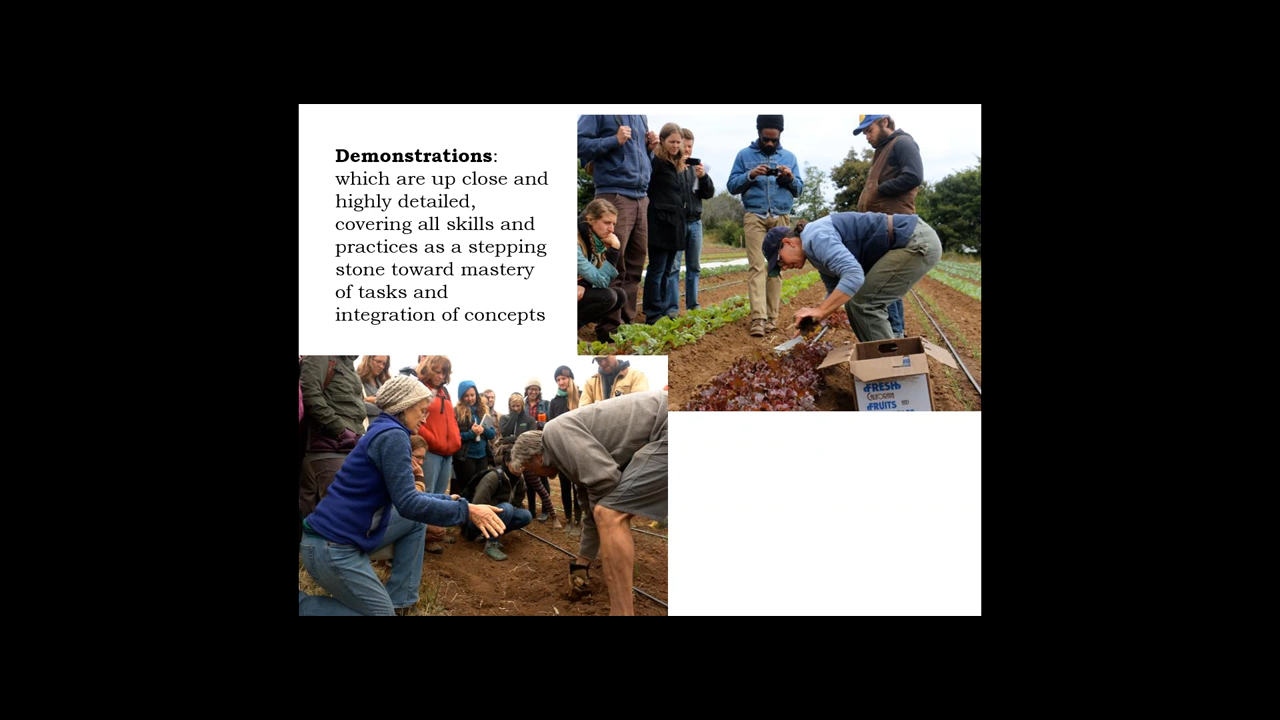 Demonstrations:
which are up close and
highly detailed,
covering all skills and
practices as a stepping
stone toward mastery
of tasks and
integration of concepts
FRESH
CALIFORNIA
FRUITS